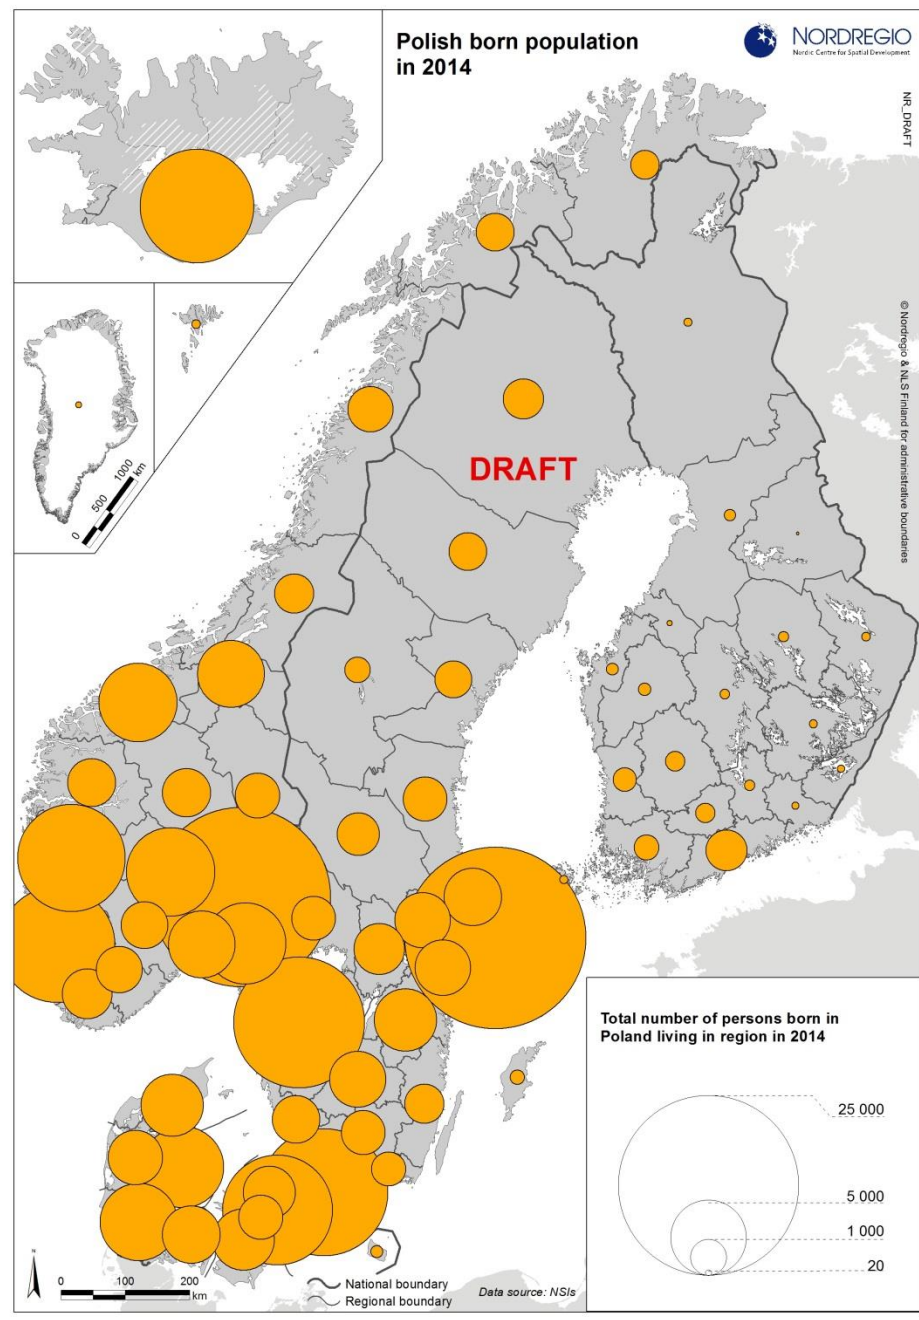 Polish born population
in 2014
NORDREGIO
Nordic Centre for Spatial Development
NR_DRAFT
© Nordregio & NLS Finland for administrative boundaries
0
500
1000
km
DRAFT
Total number of persons born in
Poland living in region in 2014
25 000
5 000
1 000
20
N
0
100
200
km
National boundary
Regional boundary
Data source: NSIs